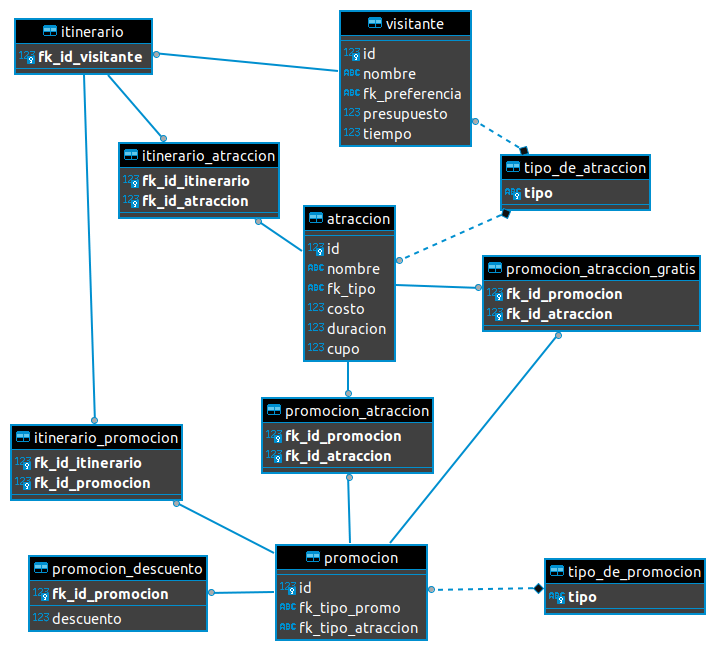 itinerario
123 fk_id_visitante
visitante
123 id
ABC nombre
ABC fk_preferencia
123 presupuesto
123 tiempo
itinerario_atraccion
123 fk_id_itinerario
123 fk_id_atraccion
tipo_de_atraccion
ABC tipo
atraccion
123 id
ABC nombre
ABC fk_tipo
123 costo
123 duracion
123 cupo
promocion_atraccion_gratis
123 fk_id_promocion
123 fk_id_atraccion
promocion_atraccion
123 fk_id_promocion
123 fk_id_atraccion
itinerario_promocion
123 fk_id_itinerario
123 fk_id_promocion
promocion_descuento
123 fk_id_promocion
123 descuento
promocion
123 id
ABC fk_tipo_promo
ABC fk_tipo_atraccion
tipo_de_promocion
ABC tipo